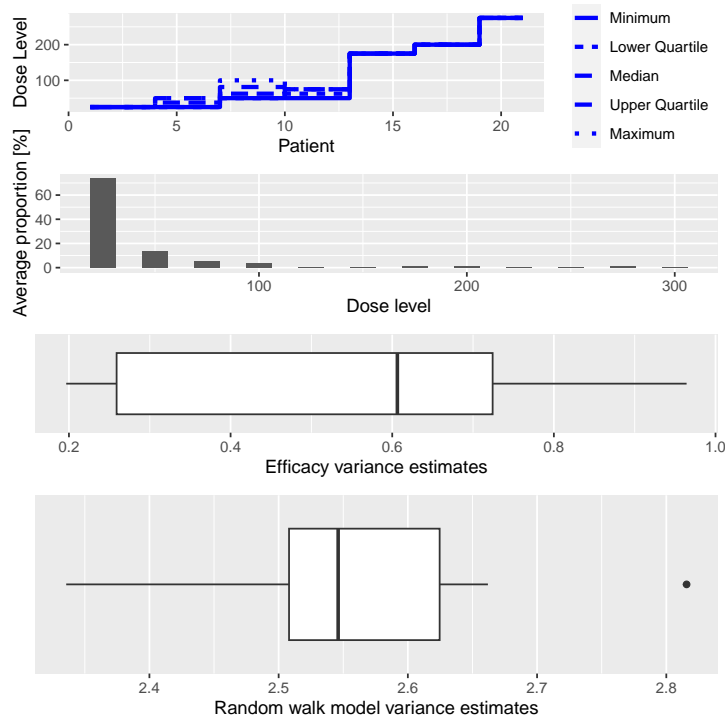 Dose Level
200
100
0
5
10
15
20
Patient
Minimum
Lower Quartile
Median
Upper Quartile
Maximum
Average proportion [%]
60
40
20
0
100
200
300
Dose level
0.2
0.4
0.6
0.8
1.0
Efficacy variance estimates
2.4
2.5
2.6
2.7
2.8
Random walk model variance estimates